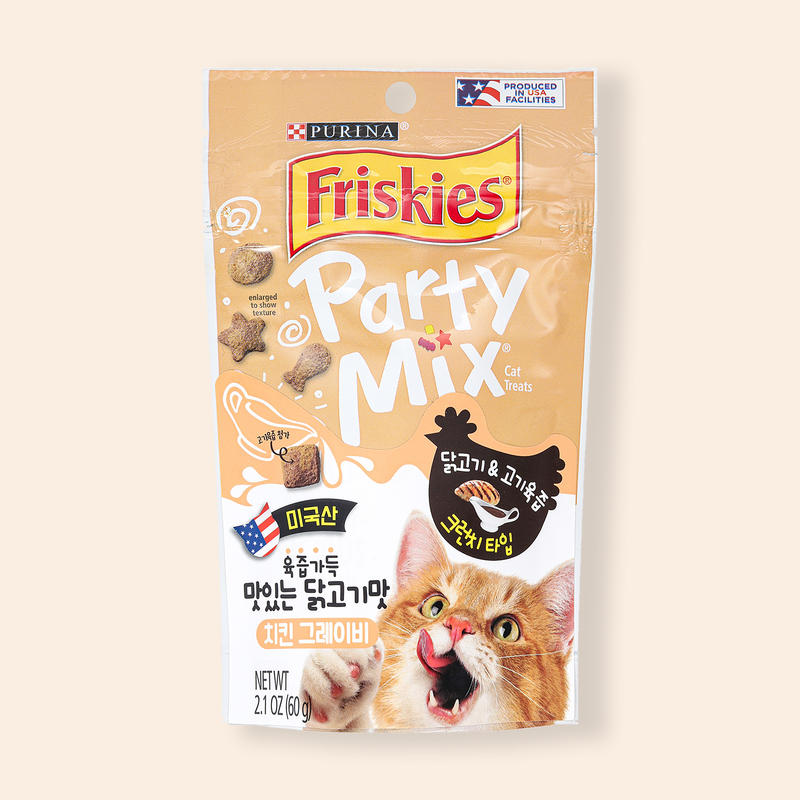 PRODUCED
IN USA
FACILITIES
PURINA®
Friskies®
Party
Mix®
Cat
Treats
enlarged
to show
texture
고기육즙 첨가
닭고기 & 고기육즙
크런치 타입
미국산
육즙가득
맛있는 닭고기맛
치킨 그레이비
NET WT
2.1 OZ (60 g)